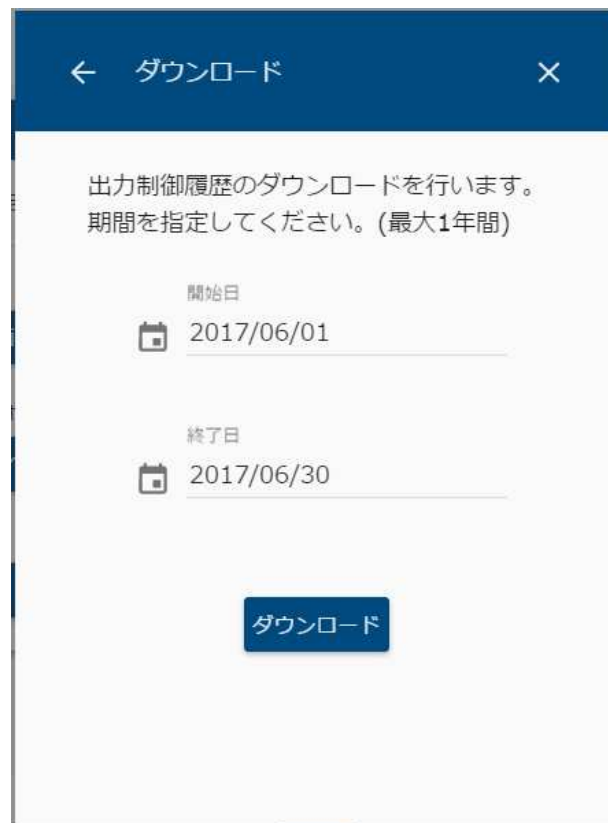 ダウンロード
出力制御履歴のダウンロードを行います。
期間を指定してください。(最大1年間)
開始日
2017/06/01
終了日
2017/06/30
ダウンロード